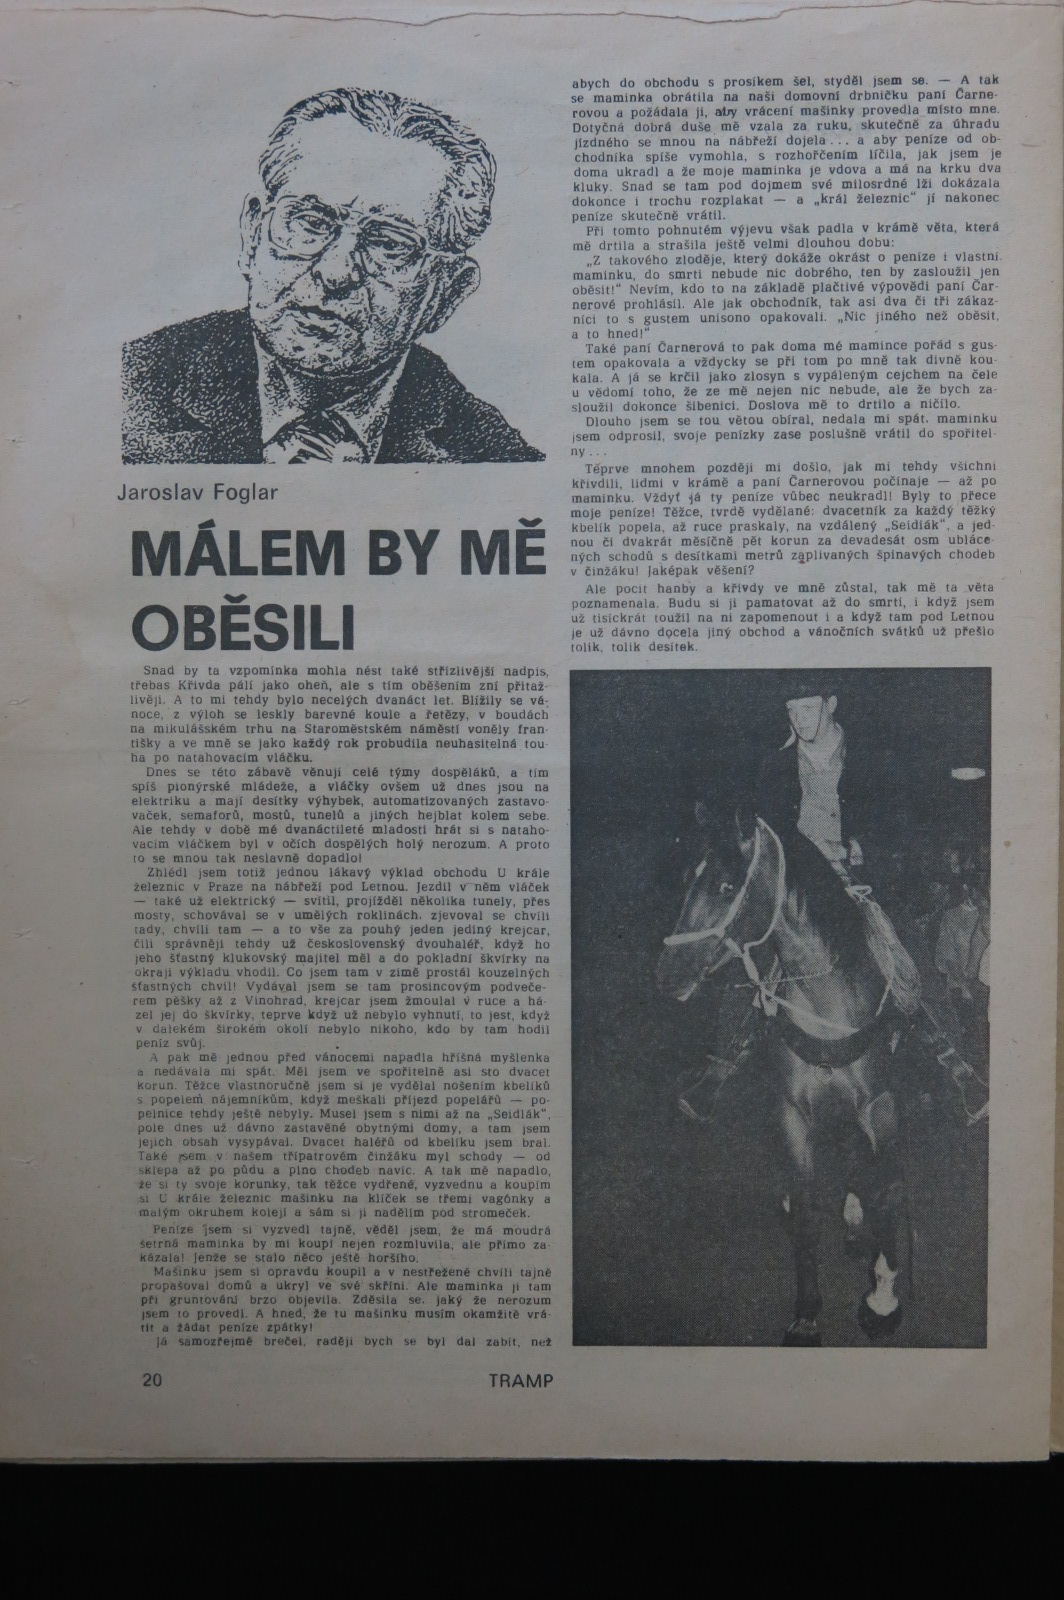 Jaroslav Foglar
MÁLEM BY MĚ
OBĚSILI
Snad by ta vzpomínka mohla nést také střízlivější nadpis,
třebas Křivda pálí jako oheň, ale s tím oběšením zní přitaž-
livěji. A to mi tehdy bylo necelých dvanáct let. Blížily se vá-
noce, z výloh se leskly barevné koule a řetězy, v boudách
na mikulášském trhu na Staroměstském náměstí voněly fran-
tišky a ve mně se jako každý rok probudila neuhasitelná tou-
ha po natahovacím vláčku.
Dnes se této zábavě věnují celé týmy dospěláků, a tím
spíš pionýrské mládeže, a vláčky ovšem už dnes jsou na
elektriku a mají desítky výhybek, automatizovaných zastavo-
vaček, semaforů, mostů, tunelů a jiných hejblat kolem sebe.
Ale tehdy v době mé dvanáctileté mladosti hrát si s nataho-
vacím vláčkem byl v očích dospělých holý nerozum. A proto
to se mnou tak neslavně dopadlo!
Zhlédl jsem totiž jednou lákavý výklad obchodu U krále
železnic v Praze na nábřeží pod Letnou. Jezdil v něm vláček
— také už elektrický — svítil, projížděl několika tunely, přes
mosty, schovával se v umělých roklinách, zjevoval se chvíli
tady, chvíli tam — a to vše za pouhý jeden jediný krejcar,
čili správněji tehdy už československý dvouhaléř, když ho
jeho šťastný klukovský majitel měl a do pokladní škvírky na
okraji výkladu vhodil. Co jsem tam v zimě prostál kouzelných
šťastných chvil! Vydával jsem se tam prosincovým podveče-
rem pěšky až z Vinohrad, krejcar jsem žmoulal v ruce a há-
zel jej do škvírky, teprve když už nebylo vyhnutí, to jest, když
v dalekém širokém okolí nebylo nikoho, kdo by tam hodil
peníz svůj.
A pak mě jednou před vánocemi napadla hříšná myšlenka
a nedávala mi spát. Měl jsem ve spořitelně asi sto dvacet
korun. Těžce vlastnoručně jsem si je vydělal nošením kbelíků
s popelem nájemníkům, když meškali příjezd popelářů — po-
pelnice tehdy ještě nebyly. Musel jsem s nimi až na „Seidlák“,
pole dnes už dávno zastavěné obytnými domy, a tam jsem
jejich obsah vysypával. Dvacet haléřů od kbelíku jsem bral.
Také jsem v našem třípatrovém činžáku myl schody — od
sklepa až po půdu a plno chodeb navíc. A tak mě napadlo,
že si ty svoje korunky, tak těžce vydřené, vyzvednu a koupím
si U krále železnic mašinku na klíček se třemi vagónky a
malým okruhem kolejí a sám si ji nadělím pod stromeček.
Peníze jsem si vyzvedl tajně, věděl jsem, že má moudrá
šetrná maminka by mi koupi nejen rozmluvila, ale přímo za-
kázala! Jenže se stalo něco ještě horšího.
Mašinku jsem si opravdu koupil a v nestřežené chvíli tajně
propašoval domů a ukryl ve své skříni. Ale maminka ji tam
při gruntování brzo objevila. Zděsila se, jaký že nerozum
jsem to provedl. A hned, že tu mašinku musím okamžitě vrá-
tit a žádat peníze zpátky!
Já samozřejmě brečel, raději bych se byl dal zabít, než
abych do obchodu s prosíkem šel, styděl jsem se. — A tak
se maminka obrátila na naši domovní drbničku paní Čarne-
rovou a požádala ji, aby vrácení mašinky provedla místo mne.
Dotyčná dobrá duše mě vzala za ruku, skutečně za úhradu
jízdného se mnou na nábřeží dojela... a aby peníze od ob-
chodníka spíše vymohla, s rozhořčením líčila, jak jsem je
doma ukradl a že moje maminka je vdova a má na krku dva
kluky. Snad se tam pod dojmem své milosrdné lži dokázala
dokonce i trochu rozplakat — a „král železnic“ jí nakonec
peníze skutečně vrátil.
Při tomto pohnutém výjevu však padla v krámě věta, která
mě drtila a strašila ještě velmi dlouhou dobu:
„Z takového zloděje, který dokáže okrást o peníze i vlastní
maminku, do smrti nebude nic dobrého, ten by zasloužil jen
oběsit!“ Nevím, kdo to na základě plačtivé výpovědi paní Čar-
nerové prohlásil. Ale jak obchodník, tak asi dva či tři zákaz-
níci to s gustem unisono opakovali. „Nic jiného než oběsit,
a to hned!“
Také paní Čarnerová to pak doma mé mamince pořád s gus-
tem opakovala a vždycky se při tom po mně tak divně kou-
kala. A já se krčil jako zlosyn s vypáleným cejchem na čele
u vědomí toho, že ze mě nejen nic nebude, ale že bych za-
sloužil dokonce šibenici. Doslova mě to drtilo a ničilo.
Dlouho jsem se tou větou obíral, nedala mi spát, maminku
jsem odprosil, svoje penízky zase poslušně vrátil do spořitel-
ny...
Teprve mnohem později mi došlo, jak mi tehdy všichni
křivdili, lidmi v krámě a paní Čarnerovou počínaje — až po
maminku. Vždyť já ty peníze vůbec neukradl! Byly to přece
moje peníze! Těžce, tvrdě vydělané: dvacetník za každý těžký
kbelík popela, až ruce praskaly, na vzdálený „Seidlák“, a jed-
nou či dvakrát měsíčně pět korun za devadesát osm ubláce-
ných schodů s desítkami metrů zaplivaných špinavých chodeb
v činžáku! Jaképak věšení?
Ale pocit hanby a křivdy ve mně zůstal, tak mě ta věta
poznamenala. Budu si ji pamatovat až do smrti, i když jsem
už tisíckrát toužil na ni zapomenout i a když tam pod Letnou
je už dávno docela jiný obchod a vánočních svátků už přešlo
tolik, tolik desítek.
20
TRAMP